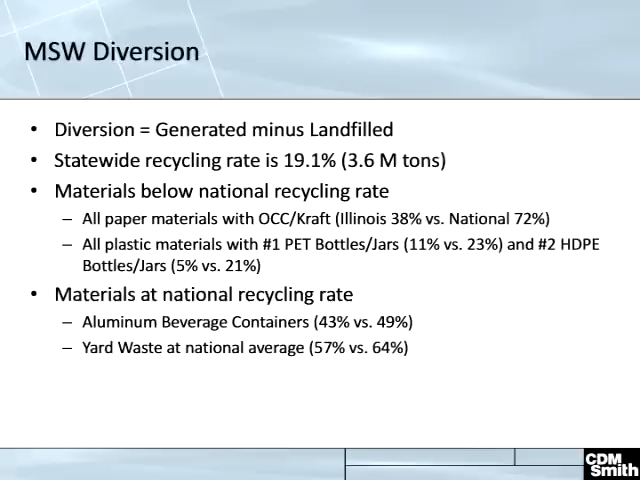 MSW Diversion
• Diversion = Generated minus Landfilled
• Statewide recycling rate is 19.1% (3.6 M tons)
• Materials below national recycling rate
– All paper materials with OCC/Kraft (Illinois 38% vs. National 72%)
– All plastic materials with #1 PET Bottles/Jars (11% vs. 23%) and #2 HDPE
Bottles/Jars (5% vs. 21%)
• Materials at national recycling rate
– Aluminum Beverage Containers (43% vs. 49%)
– Yard Waste at national average (57% vs. 64%)
CDM
Smith